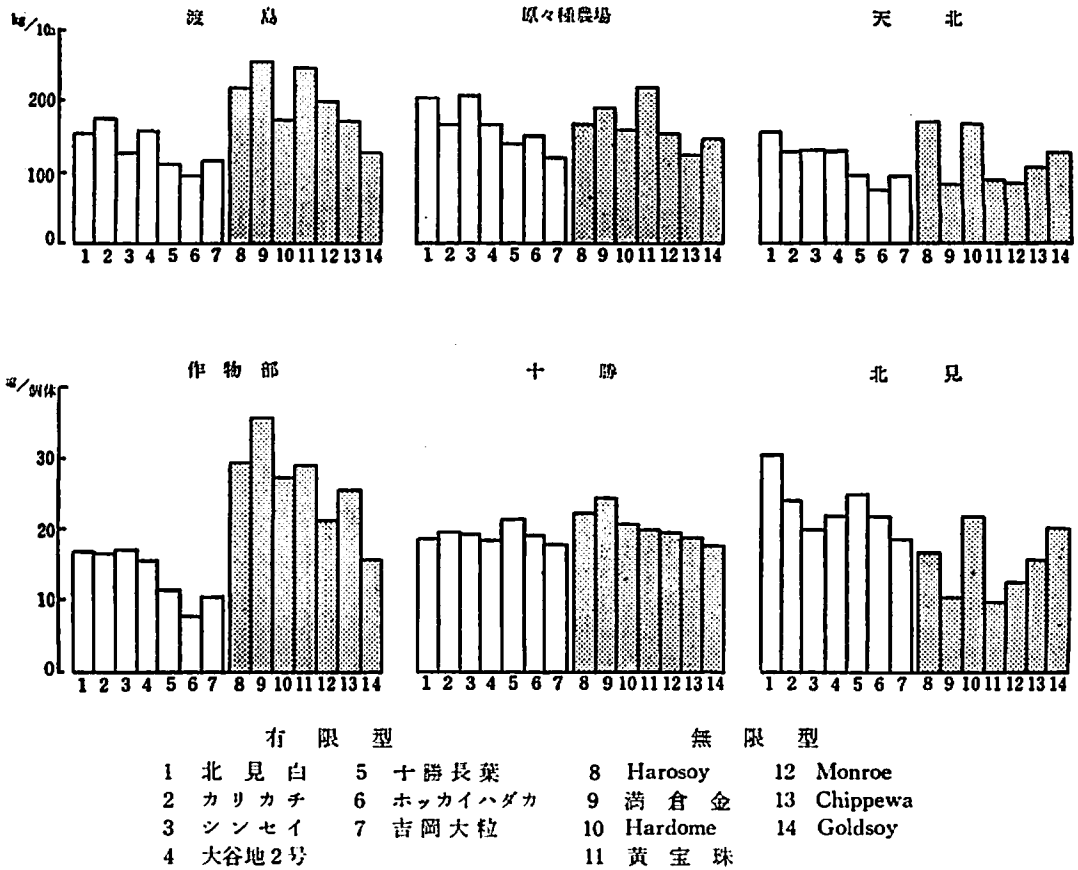 kg/10a
渡島
原々種農場
天北
200
100
0
1 2 3 4 5 6 7 8 9 10 11 12 13 14
1 2 3 4 5 6 7 8 9 10 11 12 13 14
1 2 3 4 5 6 7 8 9 10 11 12 13 14
作物部
十勝
北見
/個体
30
20
10
0
1 2 3 4 5 6 7 8 9 10 11 12 13 14
1 2 3 4 5 6 7 8 9 10 11 12 13 14
1 2 3 4 5 6 7 8 9 10 11 12 13 14
有限型
無限型
1 北見白 5 十勝長葉 8 Harosoy 12 Monroe
2 カリカチ 6 ホッカイハダカ 9 満倉金 13 Chippewa
3 シンセイ 7 吉岡大粒 10 Hardome 14 Goldsoy
4 大谷地2号 11 黄宝珠